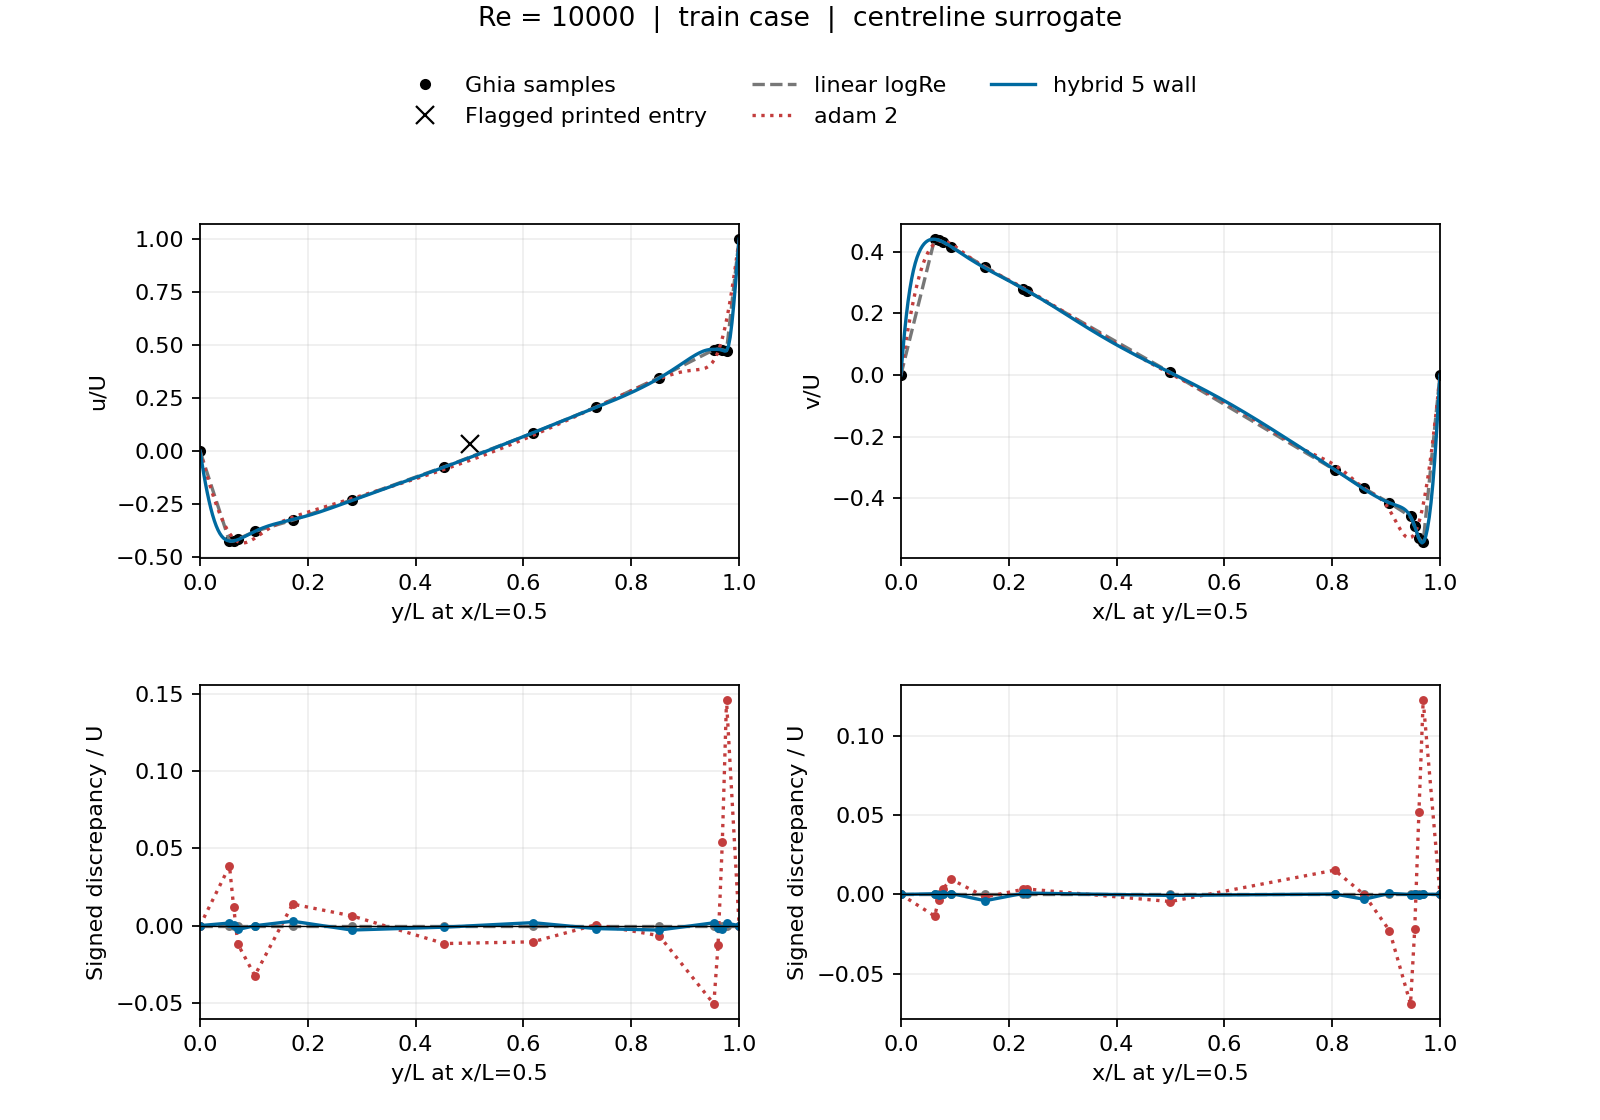 Re = 10000  |  train case  |  centreline surrogate
Ghia samples
Flagged printed entry
linear logRe
adam 2
hybrid 5 wall
1.00
0.75
0.50
0.25
0.00
−0.25
−0.50
u/U
0.0 0.2 0.4 0.6 0.8 1.0
y/L at x/L=0.5
0.4
0.2
0.0
−0.2
−0.4
v/U
0.0 0.2 0.4 0.6 0.8 1.0
x/L at y/L=0.5
0.15
0.10
0.05
0.00
−0.05
Signed discrepancy / U
0.0 0.2 0.4 0.6 0.8 1.0
y/L at x/L=0.5
0.10
0.05
0.00
−0.05
Signed discrepancy / U
0.0 0.2 0.4 0.6 0.8 1.0
x/L at y/L=0.5